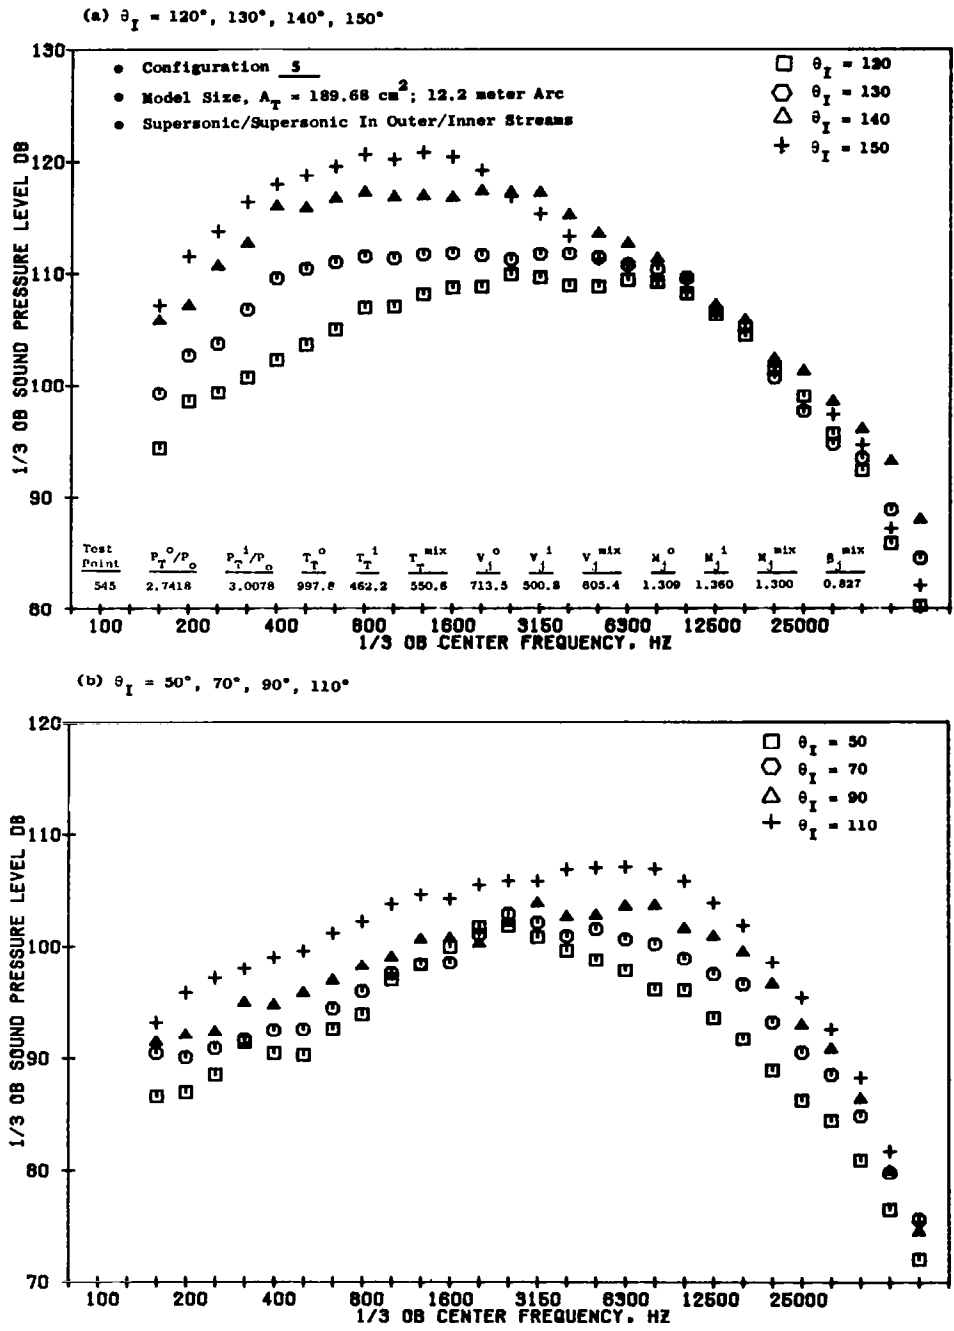 (a) θI = 120°, 130°, 140°, 150°
130
120
110
100
90
80
1/3 OB SOUND PRESSURE LEVEL DB
• Configuration 5
• Model Size, AT = 189.68 cm2; 12.2 meter Arc
• Supersonic/Supersonic In Outer/Inner Streams
θI = 120
θI = 130
θI = 140
θI = 150
Test Point PTo/Po PTi/Po TTo TTi TTmix Vjo Vji Vjmix Mjo Mji Mjmix βjmix
545 2.7418 3.0078 997.8 462.2 550.6 713.5 500.8 605.4 1.309 1.360 1.300 0.827
100 200 400 800 1600 3150 6300 12500 25000
1/3 OB CENTER FREQUENCY, HZ
(b) θI = 50°, 70°, 90°, 110°
120
110
100
90
80
70
1/3 OB SOUND PRESSURE LEVEL DB
θI = 50
θI = 70
θI = 90
θI = 110
100 200 400 800 1600 3150 6300 12500 25000
1/3 OB CENTER FREQUENCY, HZ